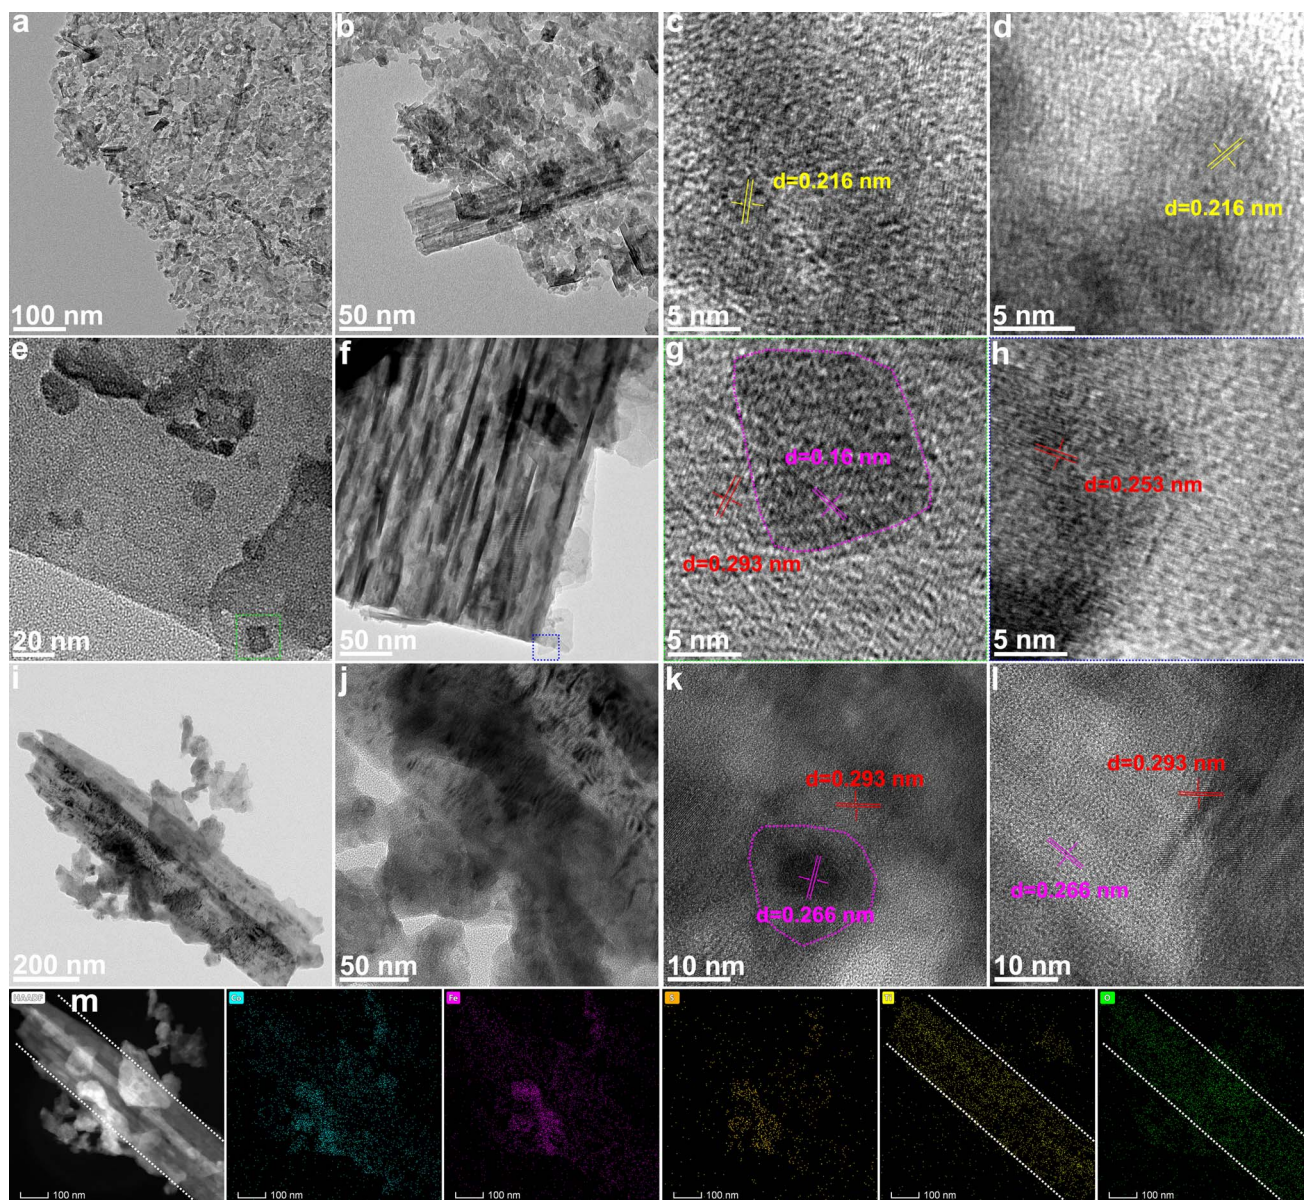 a
b
c
d
d=0.216 nm
d=0.216 nm
100 nm
50 nm
5 nm
5 nm
e
f
g
h
d=0.16 nm
d=0.293 nm
d=0.253 nm
20 nm
50 nm
5 nm
5 nm
i
j
k
l
d=0.293 nm
d=0.293 nm
d=0.266 nm
d=0.266 nm
200 nm
50 nm
10 nm
10 nm
HAADF
m
Co
Fe
S
Ti
O
100 nm
100 nm
100 nm
100 nm
100 nm
100 nm